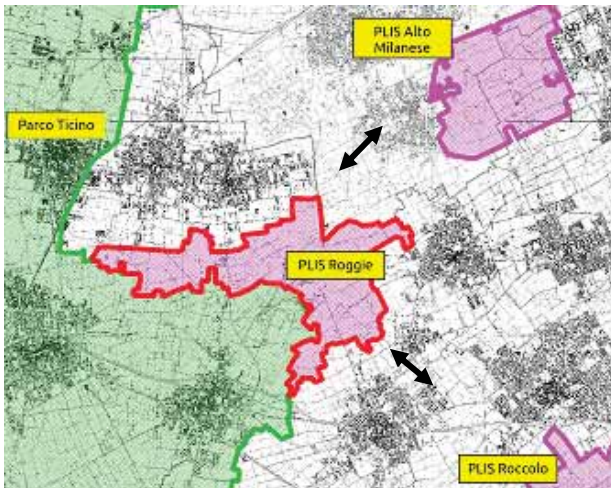 PLIS Alto
Milanese
Parco Ticino
PLIS Roggie
PLIS Roccolo